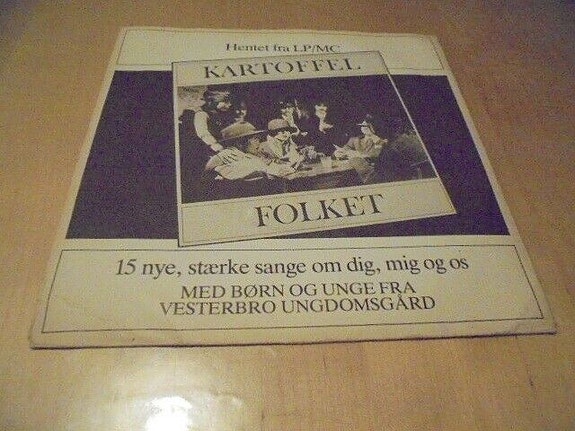 Hentet fra LP/MC
KARTOFFEL
FOLKET
15 nye, stærke sange om dig, mig og os
MED BØRN OG UNGE FRA
VESTERBRO UNGDOMSGÅRD